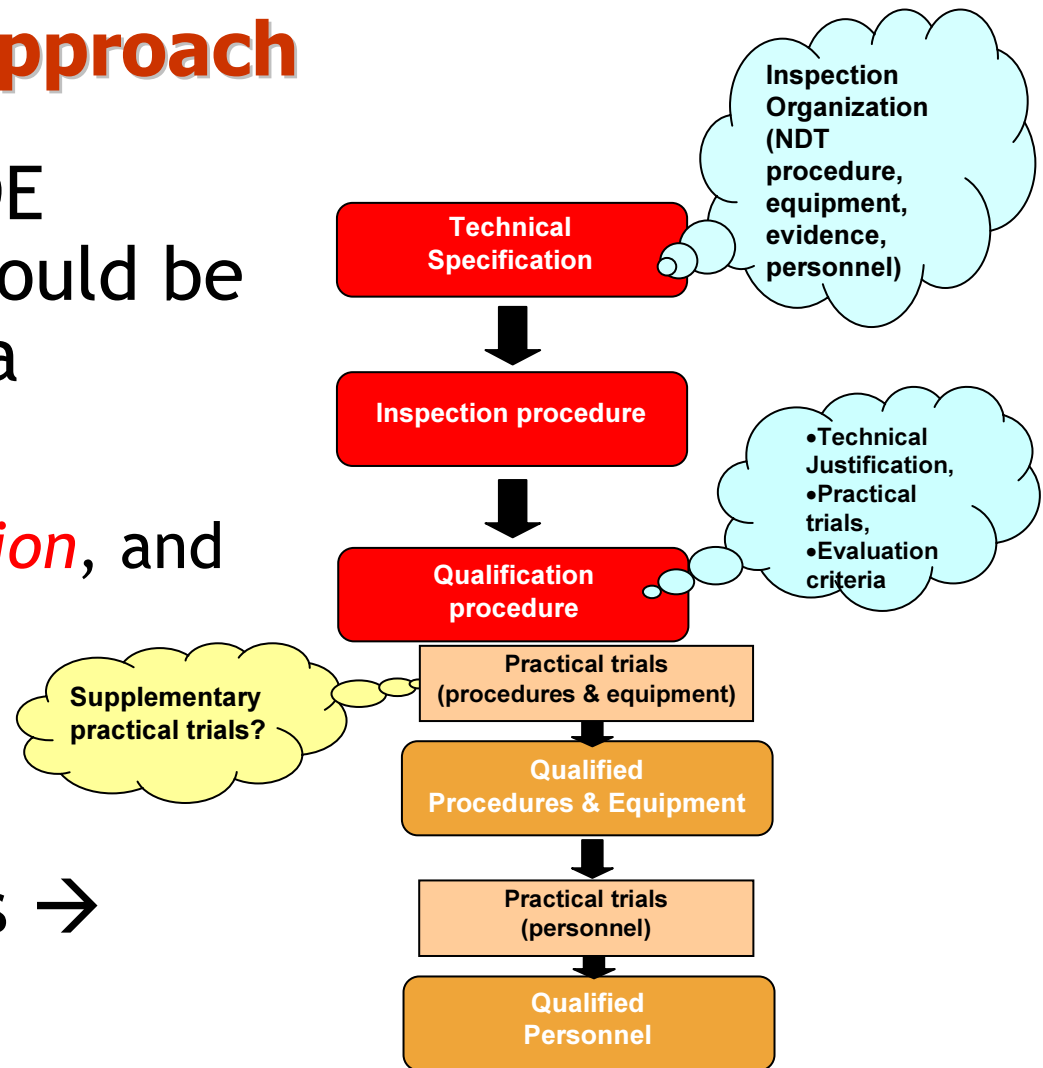 pproach
ould be
a
ion, and
s →
Inspection
Organization
(NDT
procedure,
equipment,
evidence,
personnel)
Technical
Specification
Inspection procedure
•Technical
Justification,
•Practical
trials,
•Evaluation
criteria
Qualification
procedure
Practical trials
(procedures & equipment)
Supplementary
practical trials?
Qualified
Procedures & Equipment
Practical trials
(personnel)
Qualified
Personnel